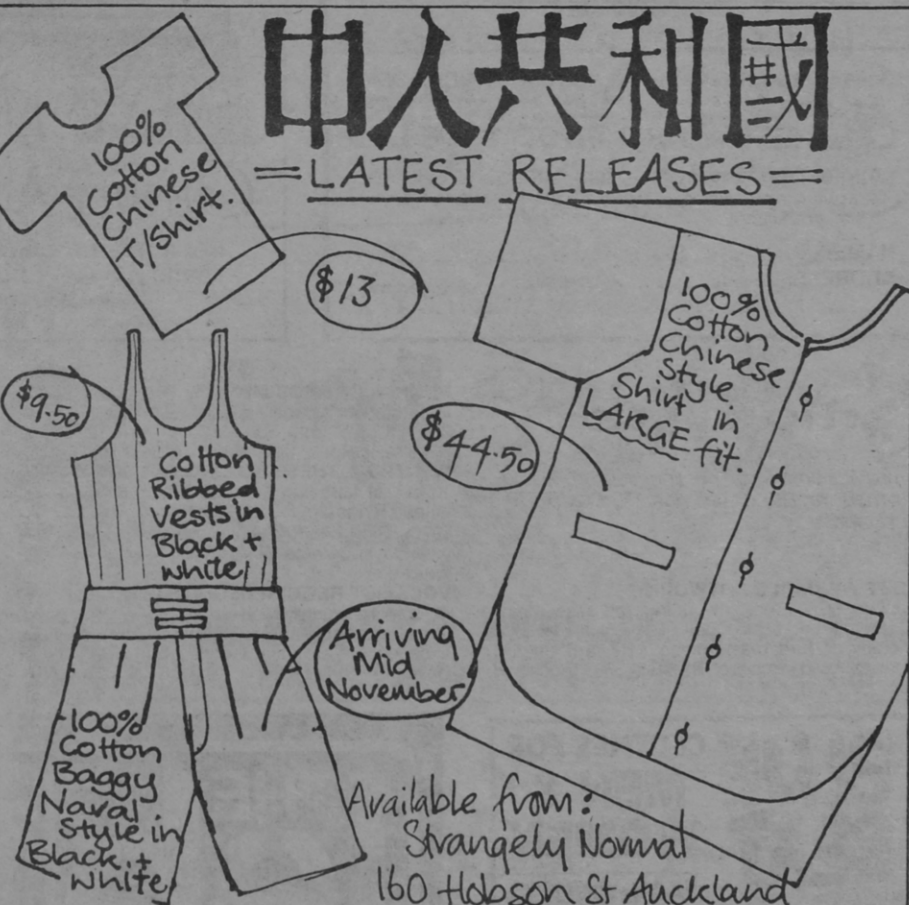 中人共和國
=LATEST RELEASES=
100%
Cotton
Chinese
T/Shirt.
$13
100%
Cotton
Chinese
Style
Shirt in
LARGE fit.
$44.50
$9.50
Cotton
Ribbed
Vests in
Black +
white
Arriving
Mid
November
100%
Cotton
Baggy
Naval
Style in
Black +
white
Available from:
Strangely Normal
160 Hobson St Auckland